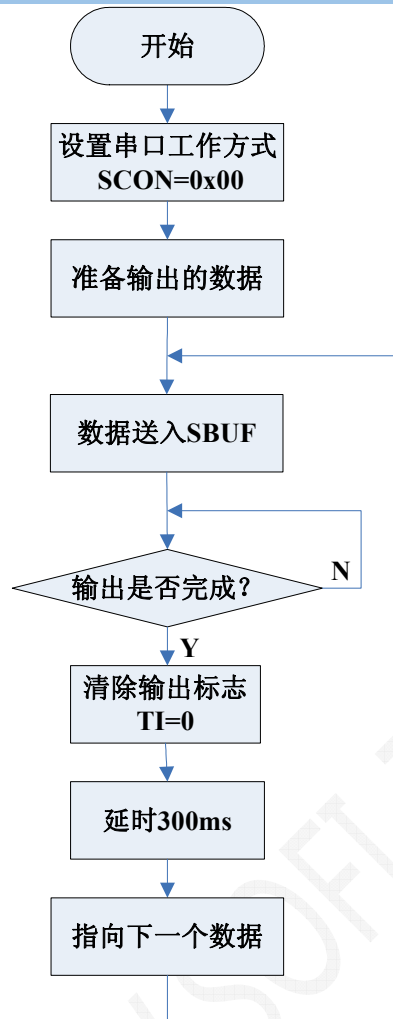 开始
设置串口工作方式
SCON=0x00
准备输出的数据
数据送入SBUF
输出是否完成？
N
Y
清除输出标志
TI=0
延时300ms
指向下一个数据